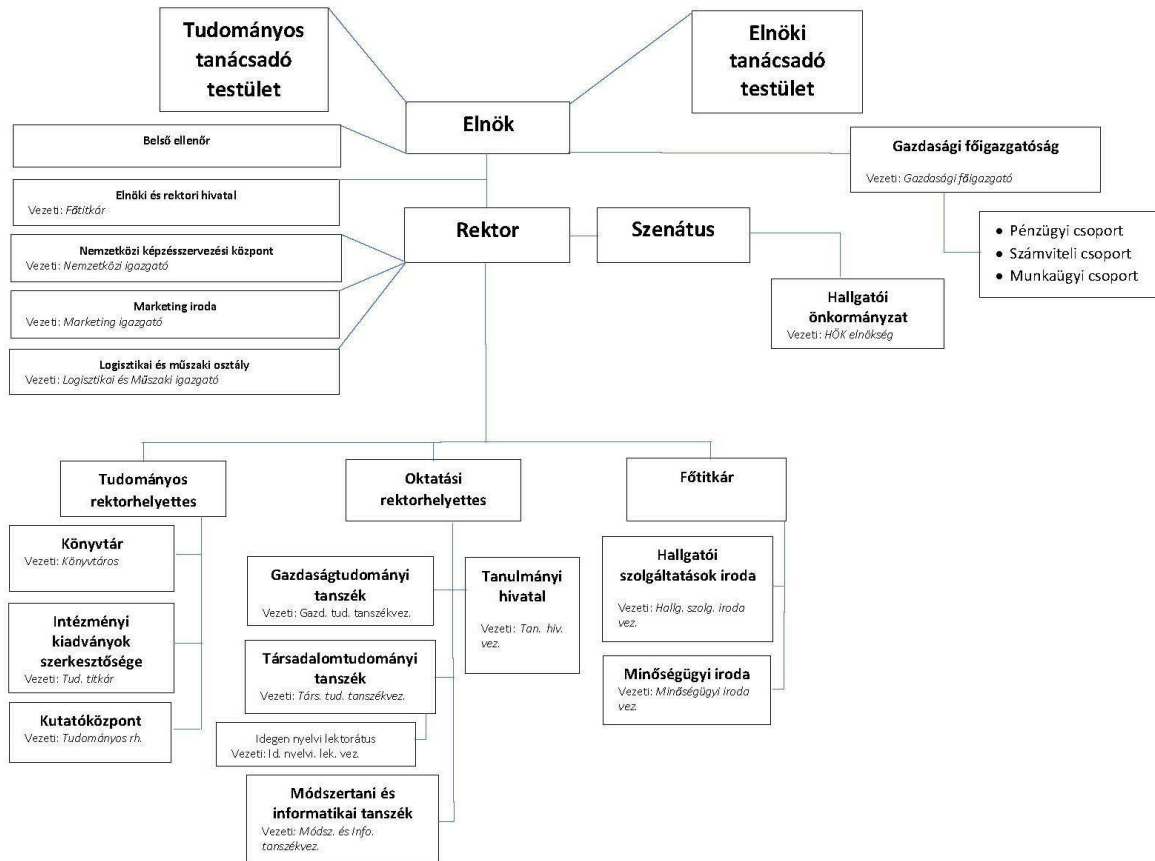 Tudományos
tanácsadó
testület
Elnöki
tanácsadó
testület
Elnök
Belső ellenőr
Gazdasági főigazgatóság
Vezeti: Gazdasági főigazgató
Elnöki és rektori hivatal
Vezeti: Főtitkár
Rektor
Szenátus
• Pénzügyi csoport
• Számviteli csoport
• Munkaügyi csoport
Nemzetközi képzésszervezési központ
Vezeti: Nemzetközi igazgató
Marketing iroda
Vezeti: Marketing igazgató
Hallgatói
önkormányzat
Vezeti: HÖK elnökség
Logisztikai és műszaki osztály
Vezeti: Logisztikai és Műszaki igazgató
Tudományos
rektorhelyettes
Oktatási
rektorhelyettes
Főtitkár
Könyvtár
Vezeti: Könyvtáros
Intézményi
kiadványok
szerkesztősége
Vezeti: Tud. titkár
Kutatóközpont
Vezeti: Tudományos rh.
Gazdaságtudományi
tanszék
Vezeti: Gazd. tud. tanszékvez.
Tanulmányi
hivatal
Vezeti: Tan. hiv.
vez.
Társadalomtudományi
tanszék
Vezeti: Társ. tud. tanszékvez.
Idegen nyelvi lektorátus
Vezeti: Id. nyelvi. lek. vez.
Módszertani és
informatikai tanszék
Vezeti: Módsz. és Info.
tanszékvez.
Hallgatói
szolgáltatások iroda
Vezeti: Hallg. szolg. iroda
vez.
Minőségügyi iroda
Vezeti: Minőségügyi iroda
vez.